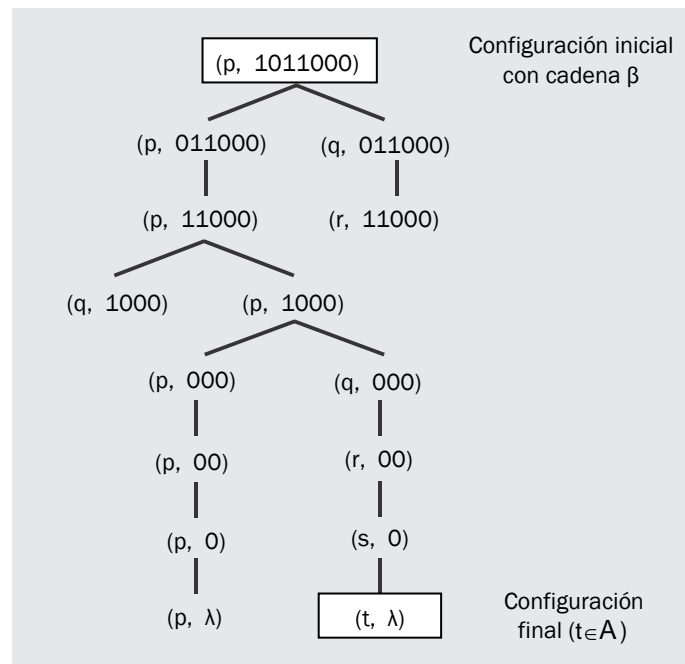 (p, 1011000)
Configuración inicial
con cadena β
(p, 011000) (q, 011000)
(p, 11000) (r, 11000)
(q, 1000) (p, 1000)
(p, 000) (q, 000)
(p, 00) (r, 00)
(p, 0) (s, 0)
(p, λ) (t, λ)
Configuración
final (t∈A)